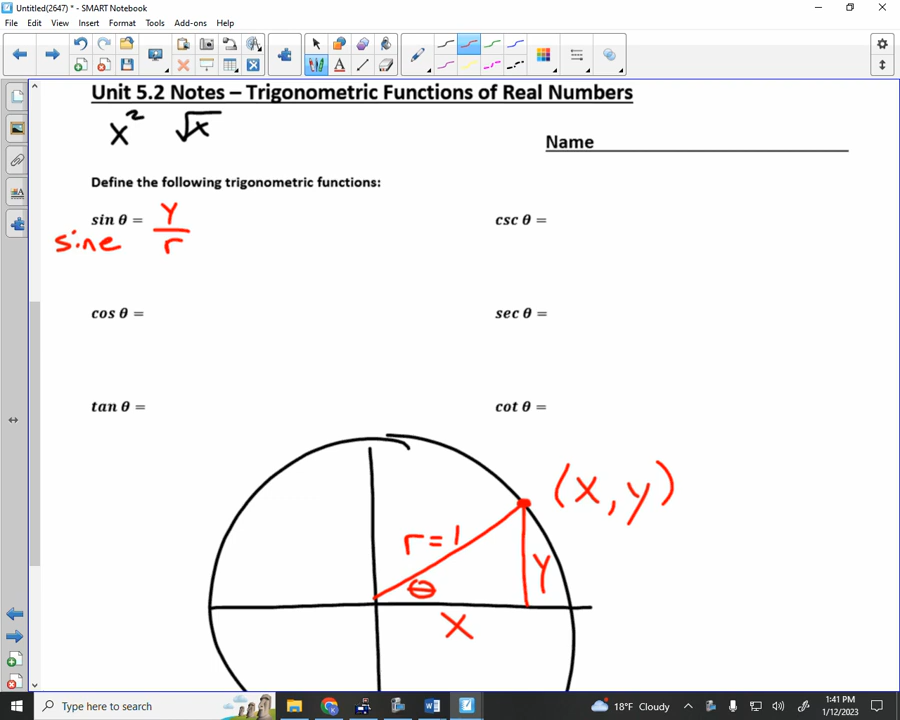 Untitled(2647) * - SMART Notebook
File Edit View Insert Format Tools Add-ons Help
Unit 5.2 Notes – Trigonometric Functions of Real Numbers
x² √x
Name
Define the following trigonometric functions:
sin θ = y/r
csc θ =
sine
cos θ =
sec θ =
tan θ =
cot θ =
(x, y)
r = 1
y
θ
x
Type here to search
18°F Cloudy
1:41 PM
1/12/2023